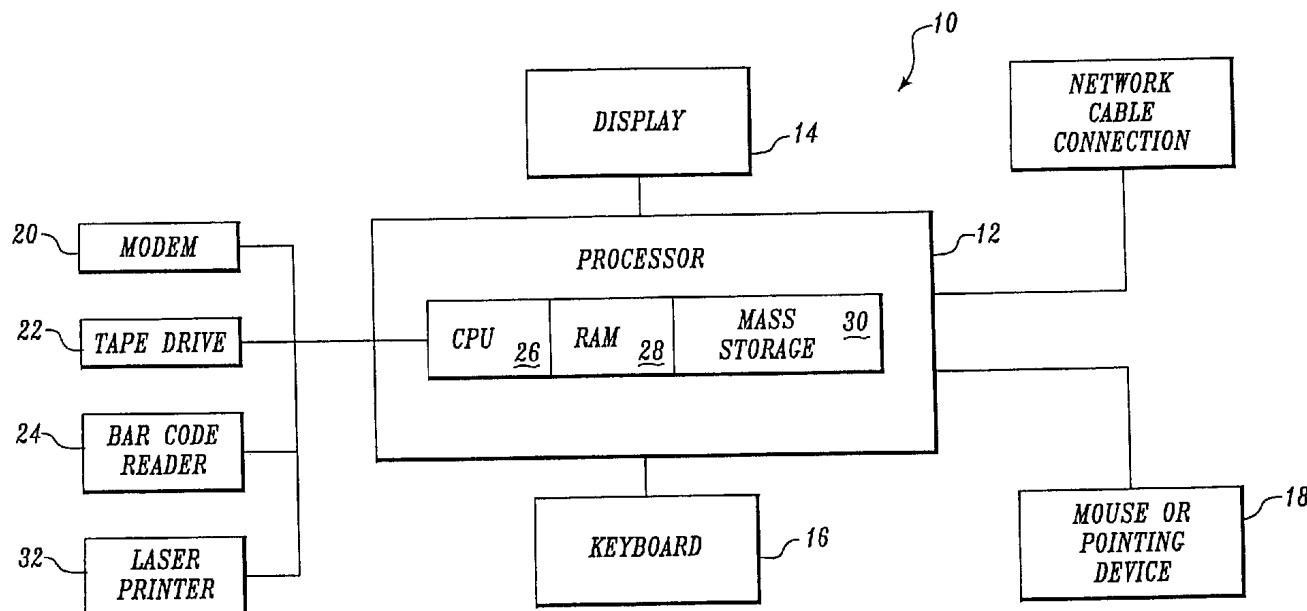 10
DISPLAY
14
NETWORK
CABLE
CONNECTION
20
MODEM
12
PROCESSOR
22
TAPE DRIVE
CPU 26
RAM 28
MASS
STORAGE
30
24
BAR CODE
READER
32
LASER
PRINTER
KEYBOARD
16
MOUSE OR
POINTING
DEVICE
18